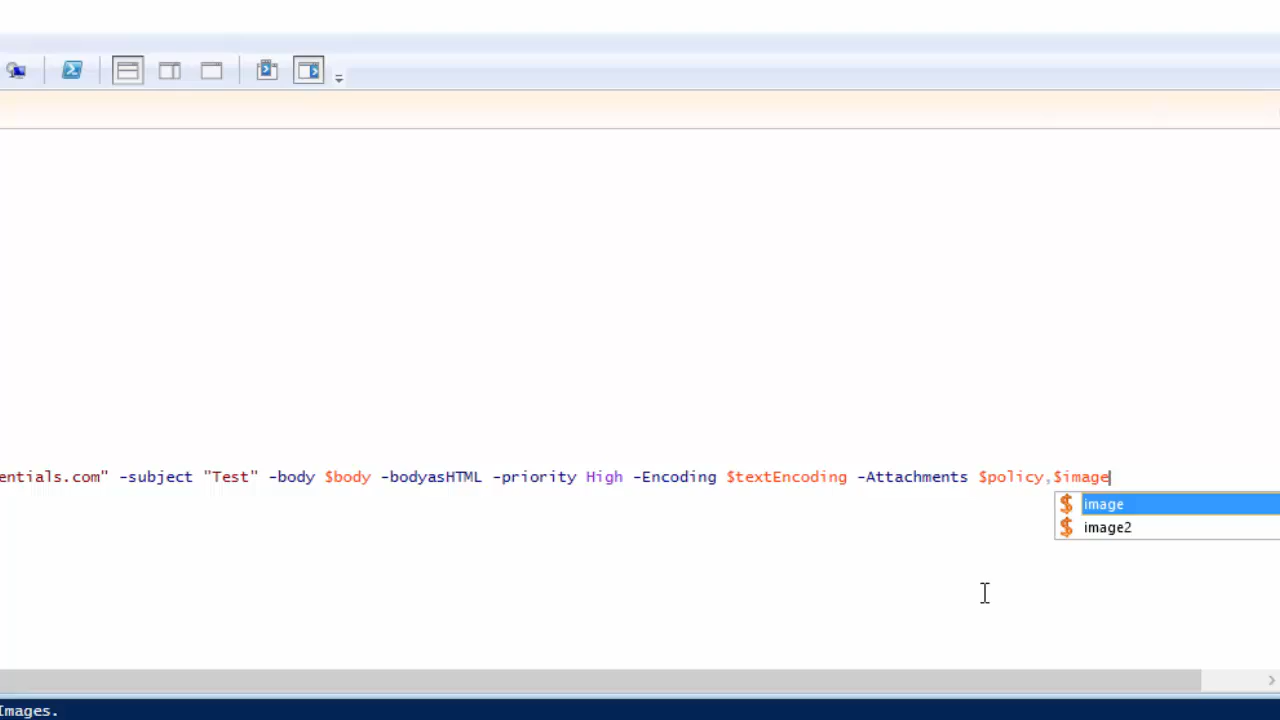 entials.com" -subject "Test" -body $body -bodyasHTML -priority High -Encoding $textEncoding -Attachments $policy,$image
image
image2
Images.